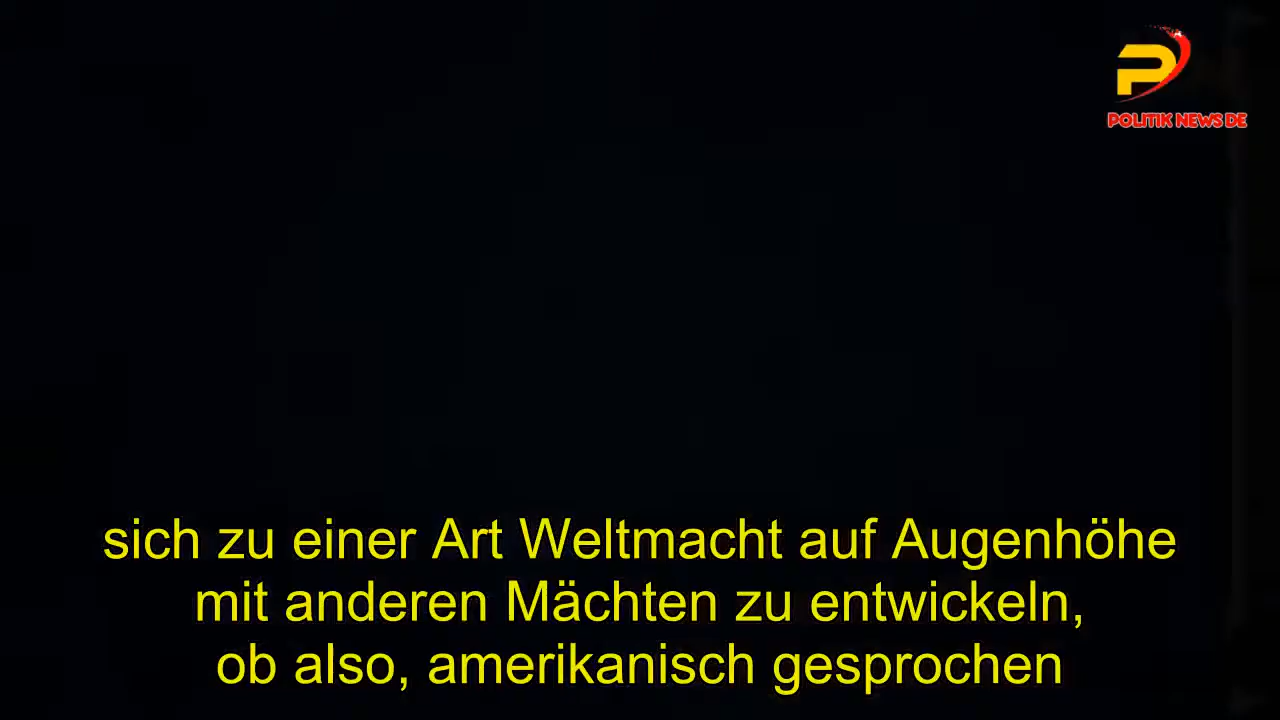 POLITIK NEWS DE
sich zu einer Art Weltmacht auf Augenhöhe
mit anderen Mächten zu entwickeln,
ob also, amerikanisch gesprochen